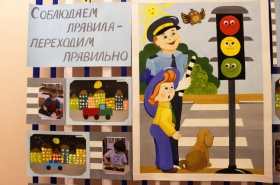 Соблюдаем
правила-
переходим
правильно